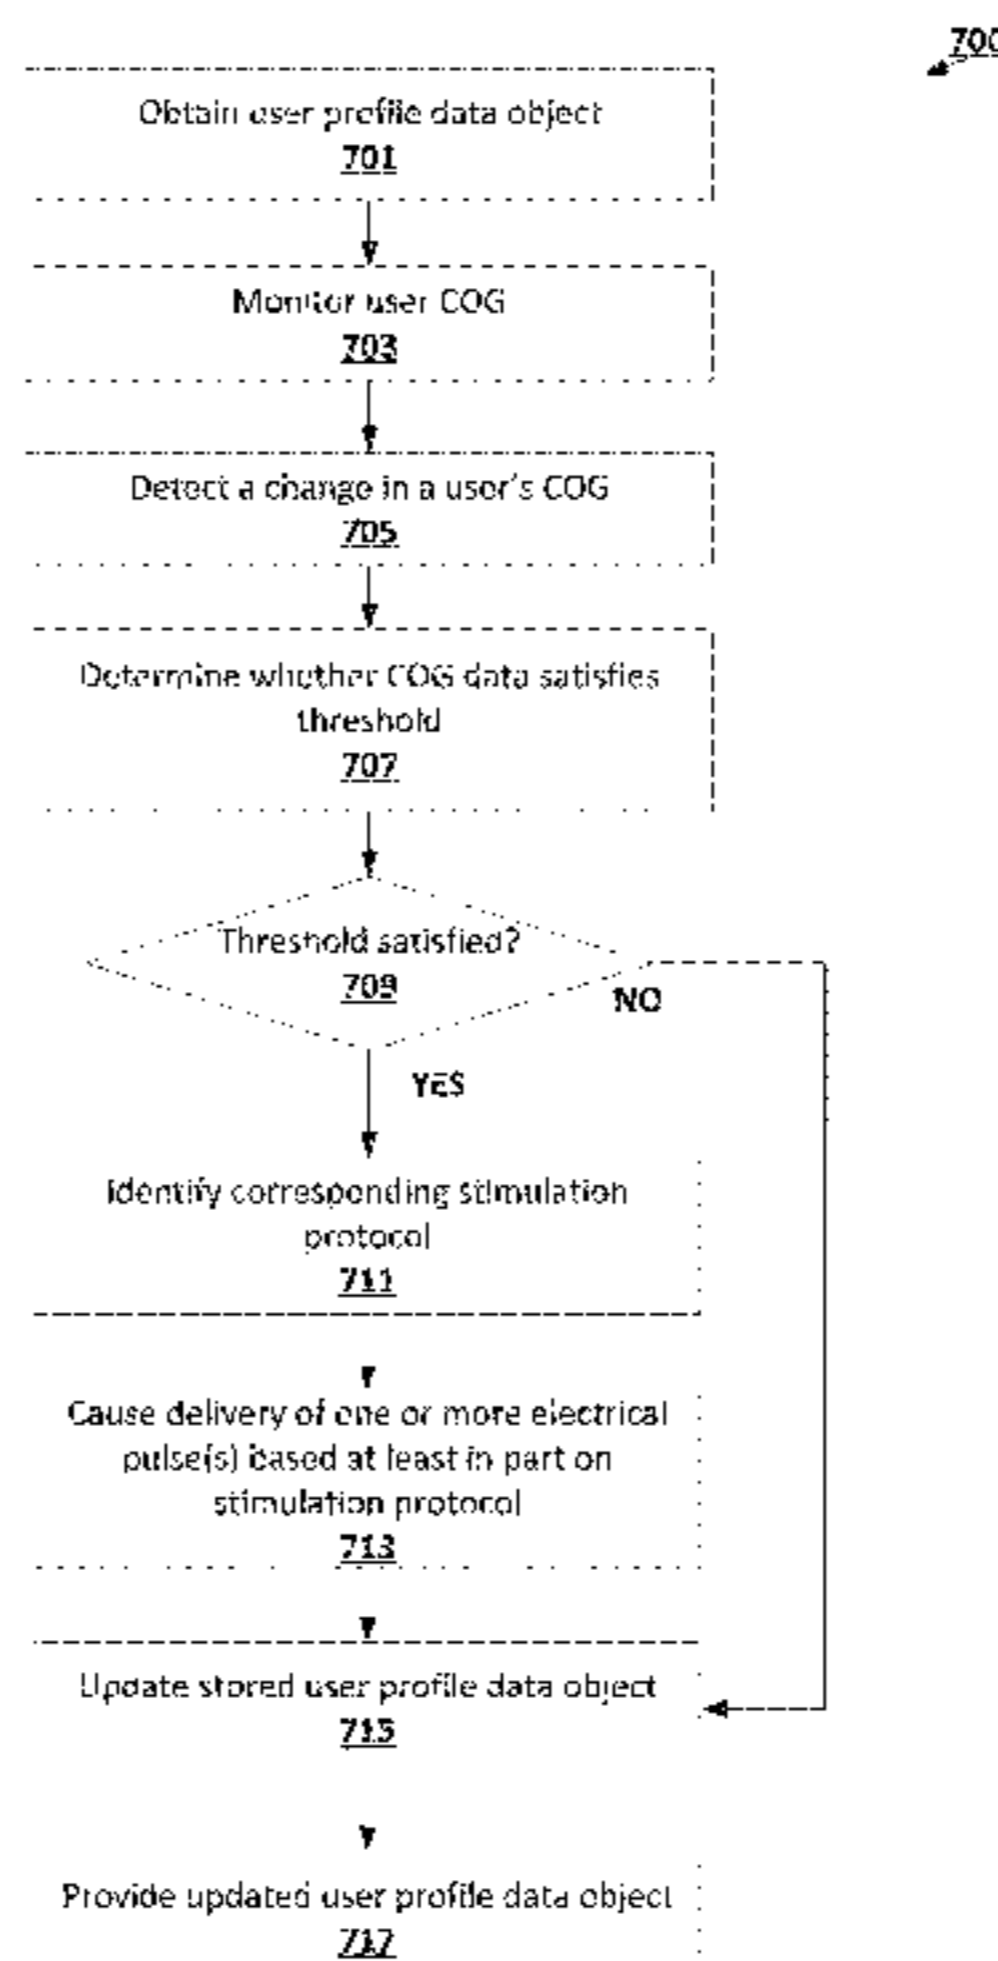 700
Obtain user profile data object
701
Monitor user COG
703
Detect a change in a user's COG
705
Determine whether COG data satisfies
threshold
707
Threshold satisfied?
709
NO
YES
Identify corresponding stimulation
protocol
711
Cause delivery of one or more electrical
pulse(s) based at least in part on
stimulation protocol
713
Update stored user profile data object
715
Provide updated user profile data object
717